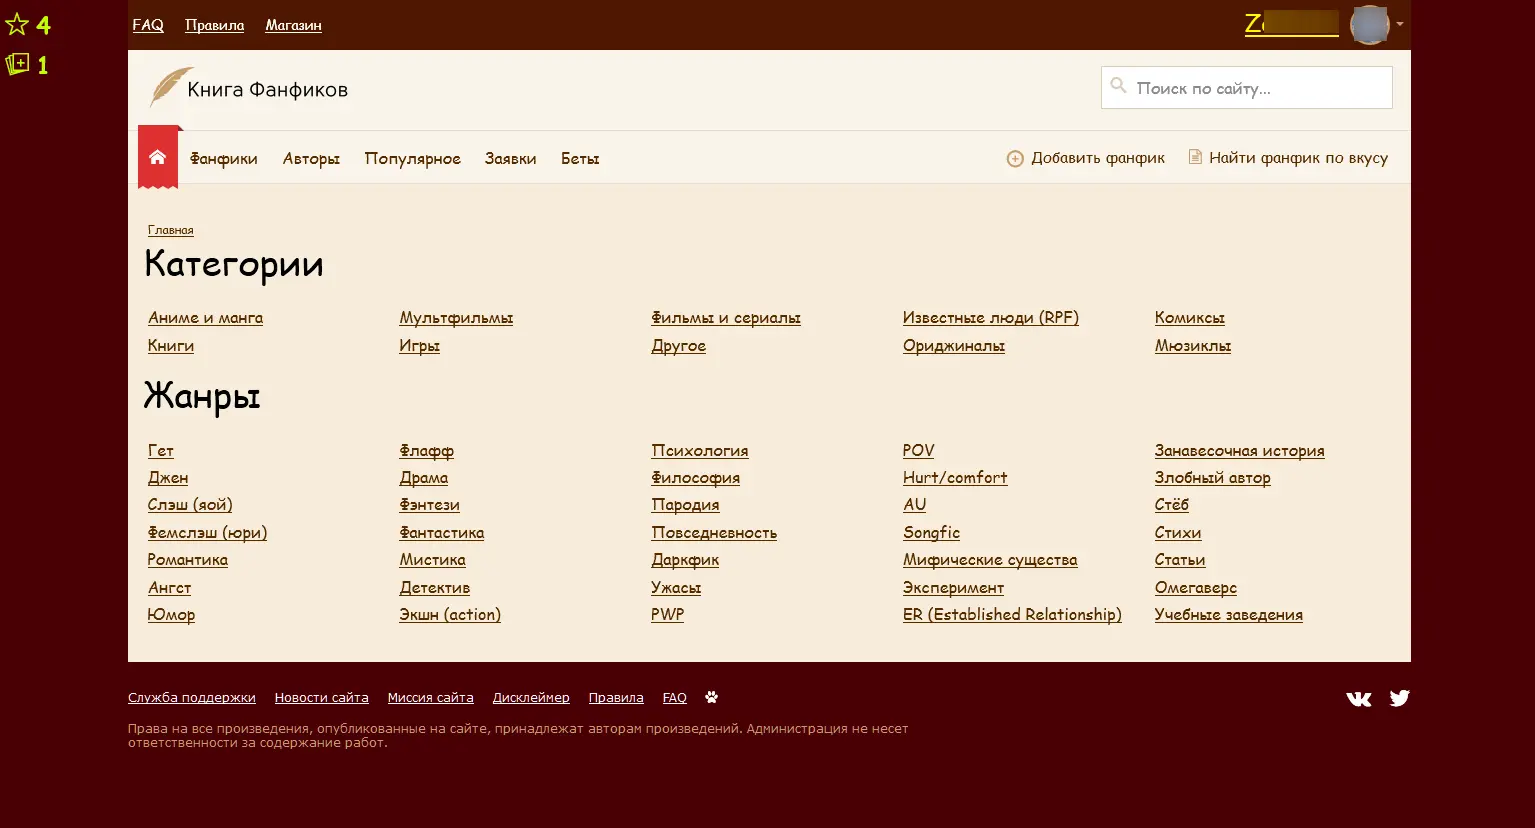 4
1
FAQ Правила Магазин
Книга Фанфиков
Поиск по сайту...
Фанфики Авторы Популярное Заявки Беты Добавить фанфик Найти фанфик по вкусу
Главная
Категории
Аниме и манга Мультфильмы Фильмы и сериалы Известные люди (RPF) Комиксы
Книги Игры Другое Ориджиналы Мюзиклы
Жанры
Гет Флафф Психология POV Занавесочная история
Джен Драма Философия Hurt/comfort Злобный автор
Слэш (яой) Фэнтези Пародия AU Стёб
Фемслэш (юри) Фантастика Повседневность Songfic Стихи
Романтика Мистика Даркфик Мифические существа Статьи
Ангст Детектив Ужасы Эксперимент Омегаверс
Юмор Экшн (action) PWP ER (Established Relationship) Учебные заведения
Служба поддержки Новости сайта Миссия сайта Дисклеймер Правила FAQ
Права на все произведения, опубликованные на сайте, принадлежат авторам произведений. Администрация не несет
ответственности за содержание работ.